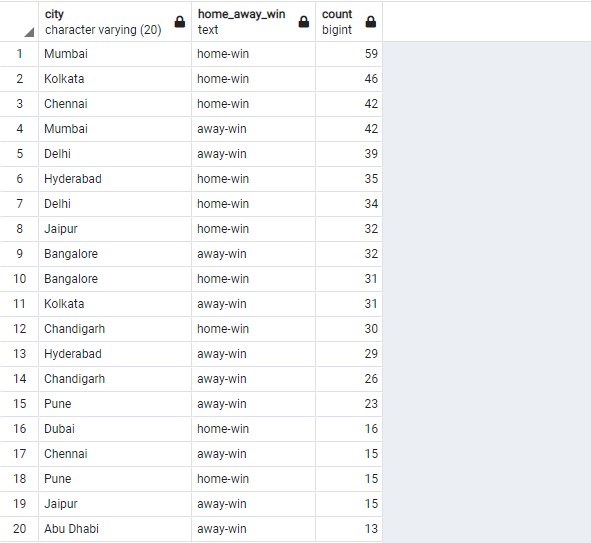 city home_away_win count
character varying (20) text bigint
1 Mumbai home-win 59
2 Kolkata home-win 46
3 Chennai home-win 42
4 Mumbai away-win 42
5 Delhi away-win 39
6 Hyderabad home-win 35
7 Delhi home-win 34
8 Jaipur home-win 32
9 Bangalore away-win 32
10 Bangalore home-win 31
11 Kolkata away-win 31
12 Chandigarh home-win 30
13 Hyderabad away-win 29
14 Chandigarh away-win 26
15 Pune away-win 23
16 Dubai home-win 16
17 Chennai away-win 15
18 Pune home-win 15
19 Jaipur away-win 15
20 Abu Dhabi away-win 13